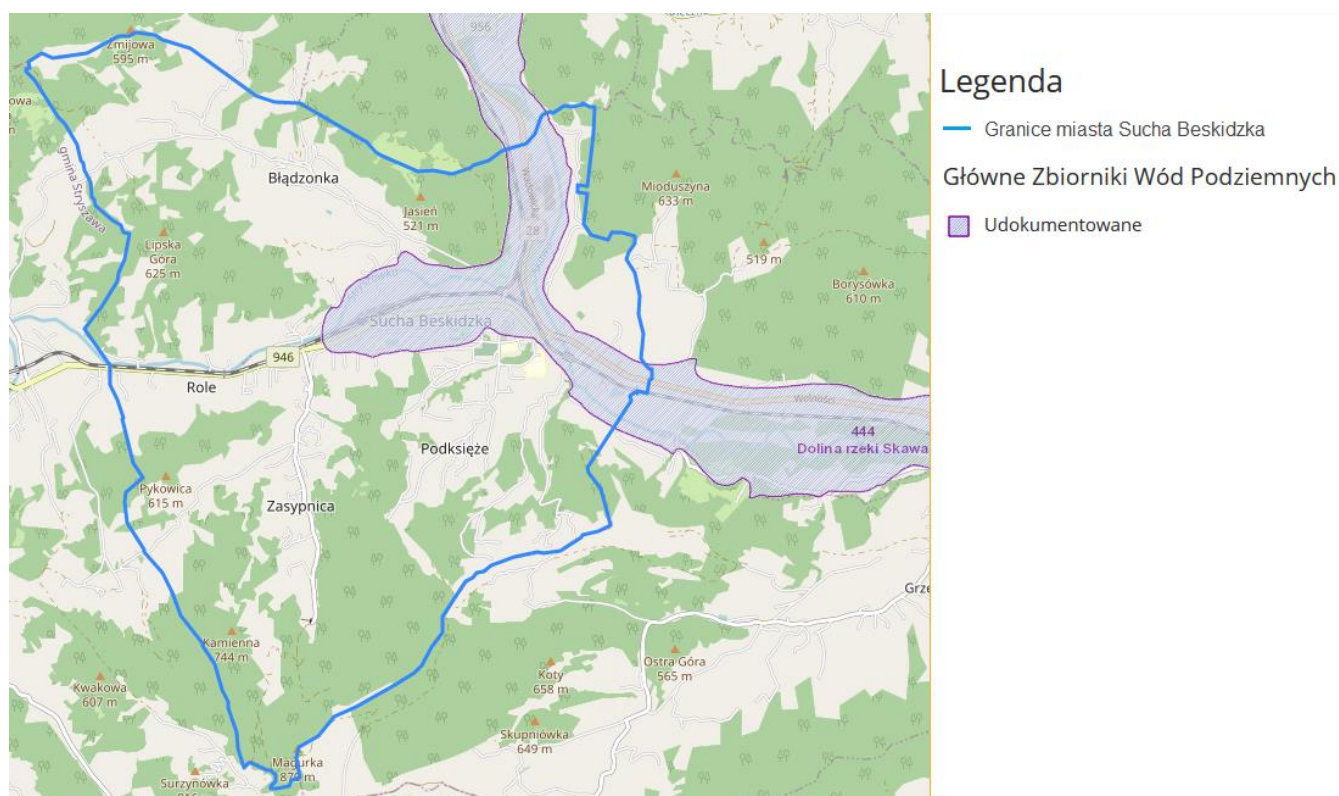 956
Żmijowa
595 m
gmina Stryszawa
Błądzonka
Jasień
521 m
Wadowicka
28
Mioduszyna
633 m
519 m
Borysówka
610 m
Lipska
Góra
625 m
Sucha Beskidzka
946
Role
Wolności
444
Dolina rzeki Skawa
Podksięże
Pykowica
615 m
Zasypnica
Kamienna
744 m
Kwakowa
607 m
Koty
658 m
Ostra Góra
565 m
Skupniówka
649 m
Magurka
Surzynówka
Legenda
Granice miasta Sucha Beskidzka
Główne Zbiorniki Wód Podziemnych
Udokumentowane